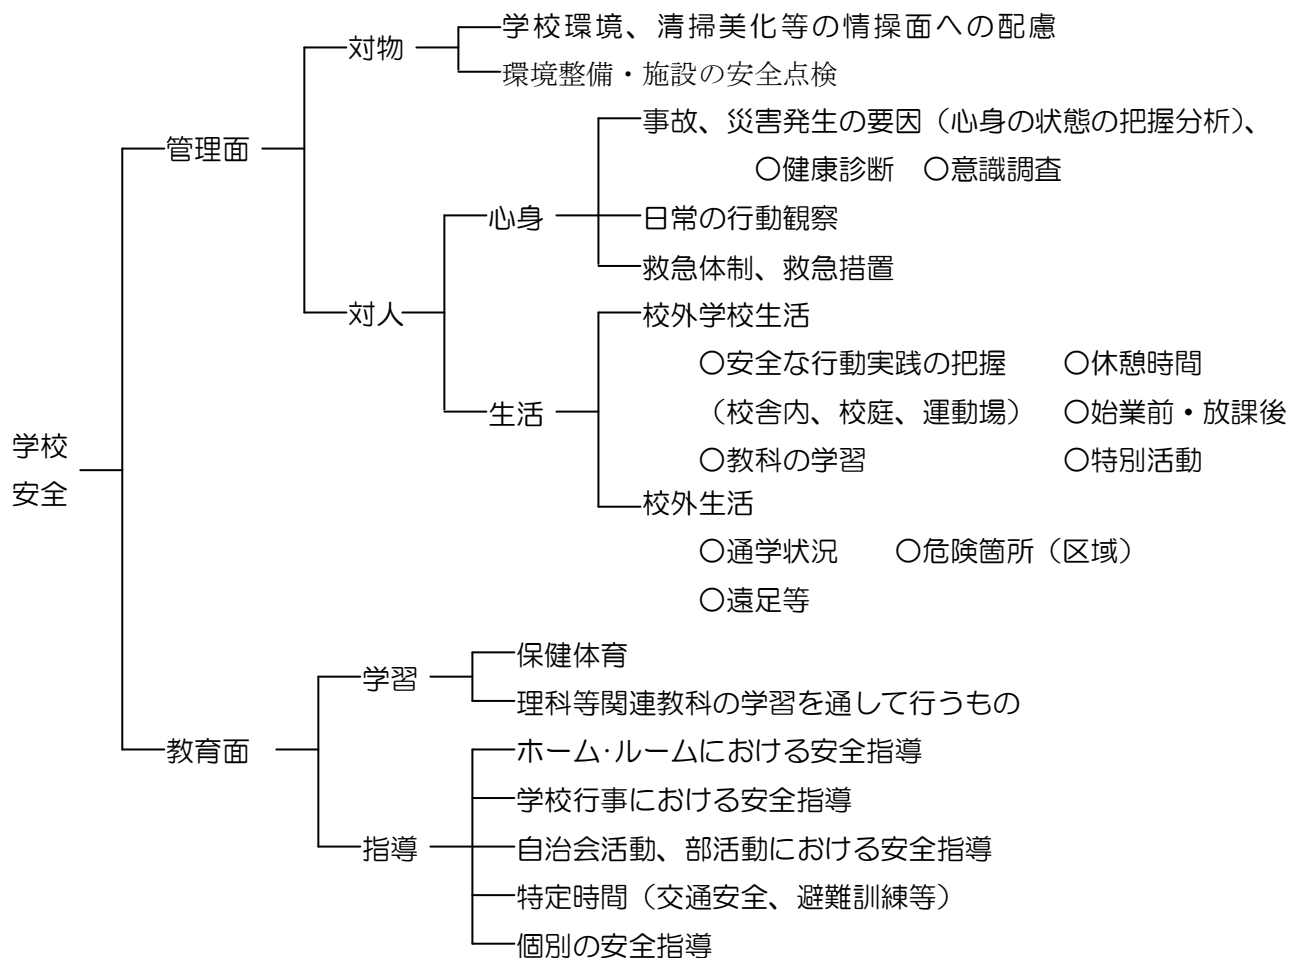 学校環境、清掃美化等の情操面への配慮
対物
環境整備・施設の安全点検
事故、災害発生の要因（心身の状態の把握分析）、
管理面
○健康診断　○意識調査
心身
日常の行動観察
救急体制、救急措置
対人
校外学校生活
○安全な行動実践の把握　○休憩時間
生活
（校舎内、校庭、運動場）　○始業前・放課後
学校
安全
○教科の学習　○特別活動
校外生活
○通学状況　○危険箇所（区域）
○遠足等
保健体育
学習
理科等関連教科の学習を通して行うもの
教育面
ホーム･ルームにおける安全指導
学校行事における安全指導
指導
自治会活動、部活動における安全指導
特定時間（交通安全、避難訓練等）
個別の安全指導